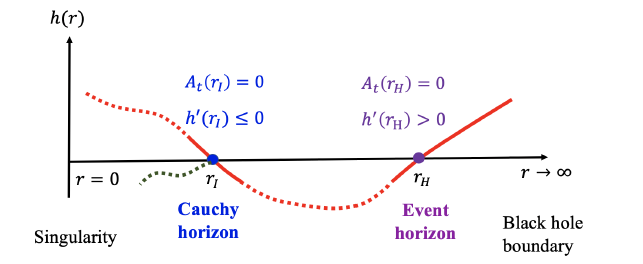 h(r)
A_t(r_I) = 0
h′(r_I) ≤ 0
A_t(r_H) = 0
h′(r_H) > 0
r = 0
r_I
r_H
r → ∞
Singularity
Cauchy
horizon
Event
horizon
Black hole
boundary